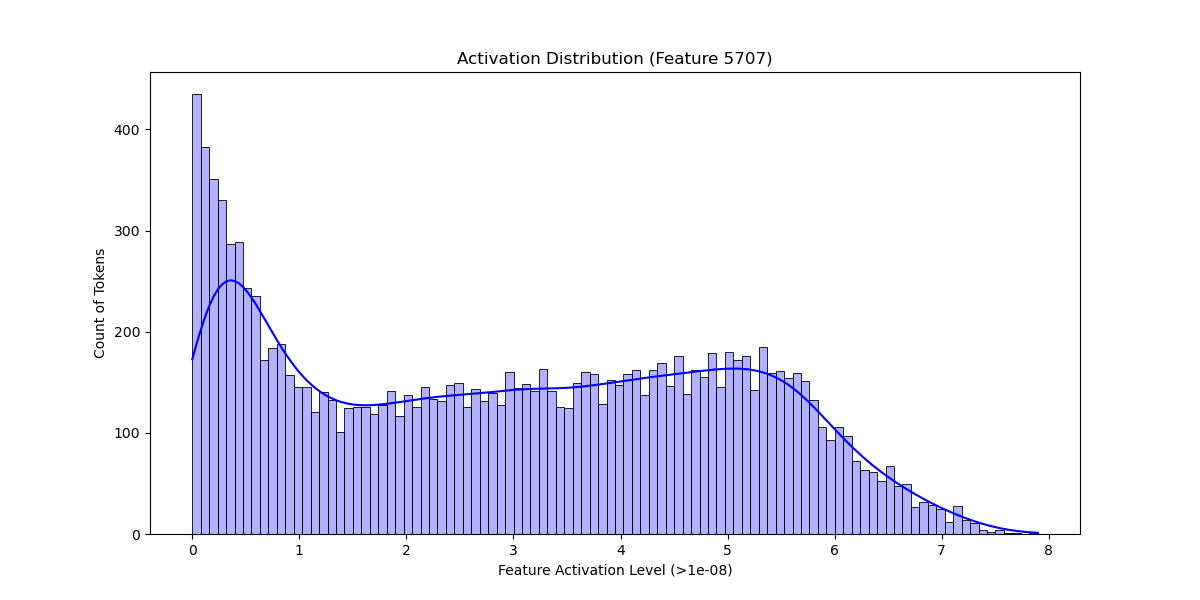 Activation Distribution (Feature 5707)
Count of Tokens
400
300
200
100
0
0 1 2 3 4 5 6 7 8
Feature Activation Level (>1e-08)